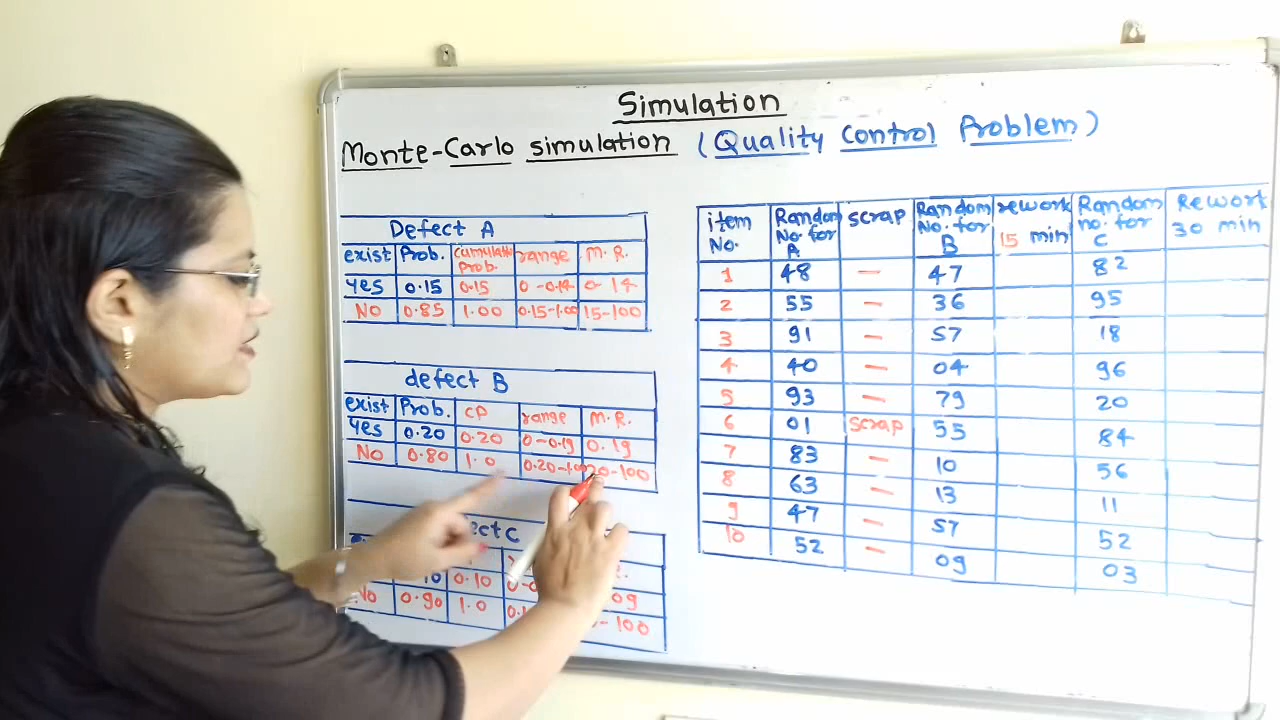 Simulation
Monte-Carlo simulation (Quality Control Problem)
Defect A
exist Prob. cumulative Prob. range M.R.
Yes 0.15 0.15 0-0.14 0-14
No 0.85 1.00 0.15-1.00 15-100
defect B
exist Prob. CP range M.R.
Yes 0.20 0.20 0-0.19 0.19
No 0.80 1.0 0.20-1.00 20-100
ect C
10 0.10 0-0 09
No 0.90 1.0 0.1 -100
item No. Random No. for A scrap Random No. for B rework 15 min Random no. for C Rework 30 min
1 48 — 47 82
2 55 — 36 95
3 91 — 57 18
4 40 — 04 96
5 93 — 79 20
6 01 scrap 55 84
7 83 — 10 56
8 63 — 13 11
9 47 — 57 52
10 52 — 09 03